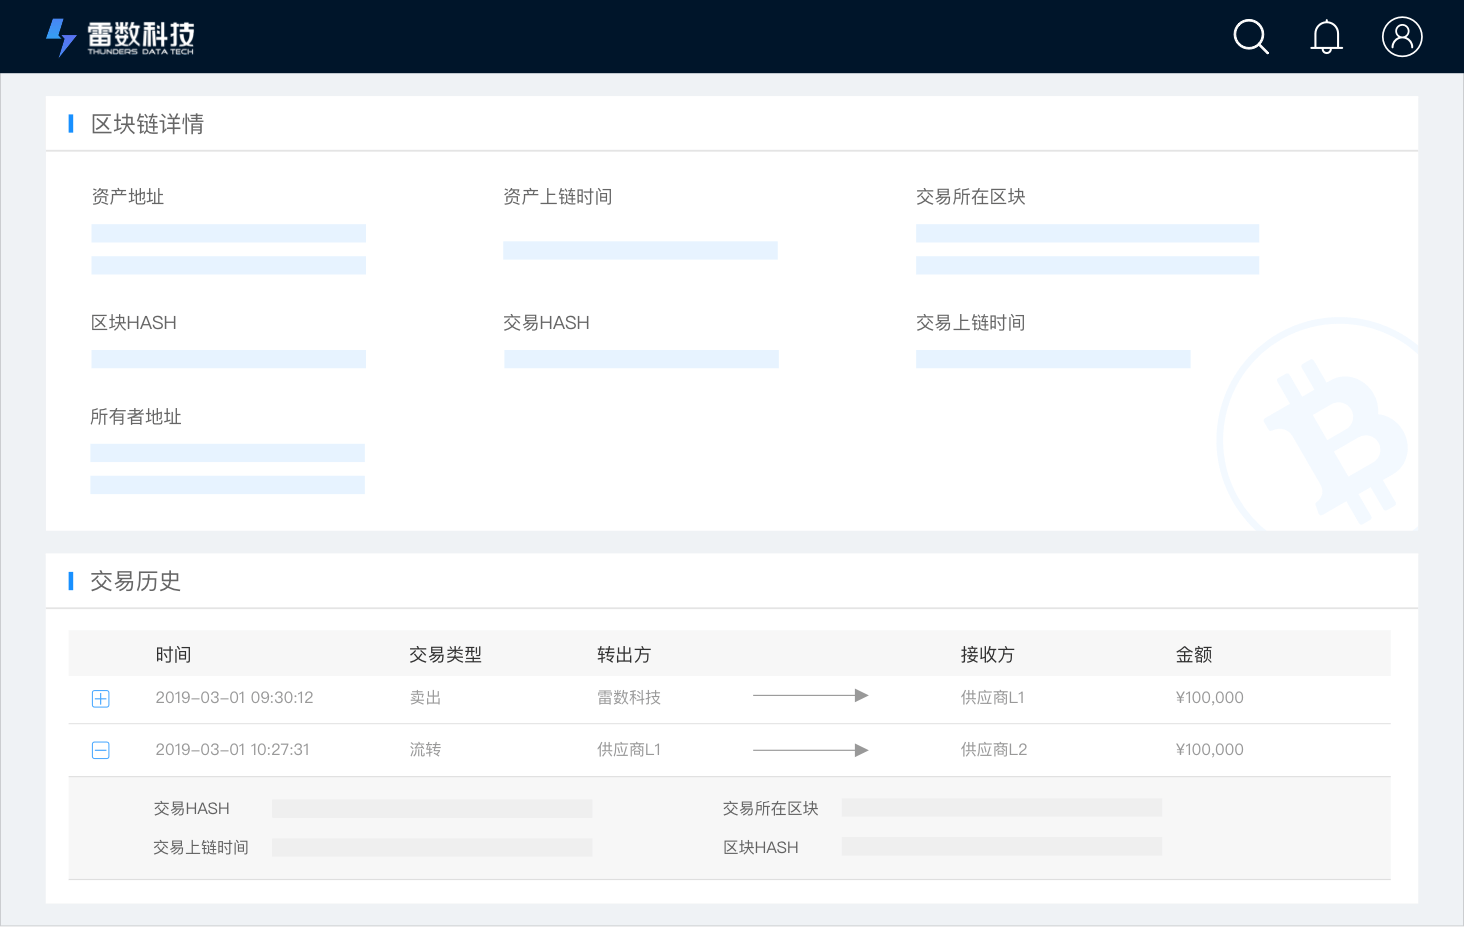 雷数科技
THUNDERS DATA TECH
区块链详情
资产地址
资产上链时间
交易所在区块
区块HASH
交易HASH
交易上链时间
所有者地址
交易历史
时间 交易类型 转出方 接收方 金额
2019-03-01 09:30:12 卖出 雷数科技 供应商L1 ¥100,000
2019-03-01 10:27:31 流转 供应商L1 供应商L2 ¥100,000
交易HASH 交易所在区块
交易上链时间 区块HASH